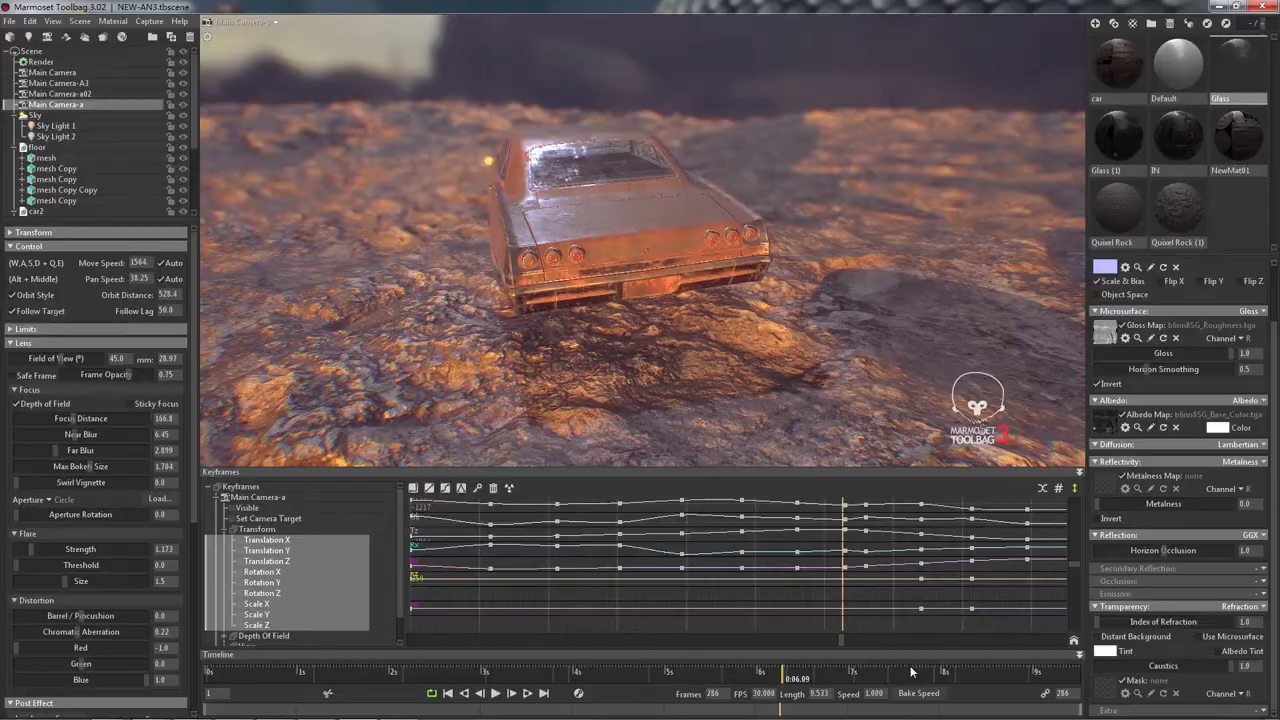 Marmoset Toolbag 3.02 | NEW-AN3.tbscene
File Edit Scene Material Capture Help
Main Camera-a
Scene
Render
Main Camera
Main Camera-A3
Main Camera-a02
Main Camera-a
Sky
Sky Light 1
Sky Light 2
floor
mesh
mesh Copy
mesh Copy
mesh Copy Copy
mesh Copy
car2
Transform
Control
(W,A,S,D + Q,E) Move Speed: 1564. Auto
(Alt + Middle) Pan Speed: 38.25 Auto
Orbit Style Orbit Distance: 528.4
Follow Target Follow Lag 50.0
Limits
Lens
Field of View (°) 45.0 mm: 28.97
Safe Frame Frame Opacity 0.75
Focus
Depth of Field Sticky Focus
Focus Distance 166.8
Near Blur 6.45
Far Blur 2.899
Max Bokeh Size 1.704
Swirl Vignette 0.0
Aperture Circle Load...
Aperture Rotation 0.0
Flare
Strength 1.173
Threshold 0.0
Size 1.5
Distortion
Barrel / Pincushion 0.0
Chromatic Aberration 0.22
Red -1.0
Green 0.0
Blue 1.0
Post Effect
MARMOSET
TOOLBAG 3
Keyframes
Keyframes
Main Camera-a
Visible
Set Camera Target
Transform
Translation X
Translation Y
Translation Z
Rotation X
Rotation Y
Rotation Z
Scale X
Scale Y
Scale Z
Depth Of Field
-1217
Timeline
0s 1s 2s 3s 4s 5s 6s 7s 8s 9s
0:06.09
1 Frames 286 FPS 30.000 Length 9.533 Speed 1.000 Bake Speed 286
car Default Glass
Glass (1) IN NewMat01
Quixel Rock Quixel Rock (1)
Scale & Bias Flip X Flip Y Flip Z
Object Space
Microsurface: Gloss
Gloss Map: blinn8SG_Roughness.tga
Channel R
Gloss 1.0
Horizon Smoothing 0.5
Invert
Albedo: Albedo
Albedo Map: blinn8SG_Base_Color.tga
Color
Diffusion: Lambertian
Reflectivity: Metalness
Metalness Map: none
Channel R
Metalness 0.0
Invert
Reflection: GGX
Horizon Occlusion 1.0
Secondary Reflection:
Occlusion:
Emissive:
Transparency: Refraction
Index of Refraction 1.0
Distant Background Use Microsurface
Tint Albedo Tint
Caustics 1.0
Mask: none
Channel R
Extra: